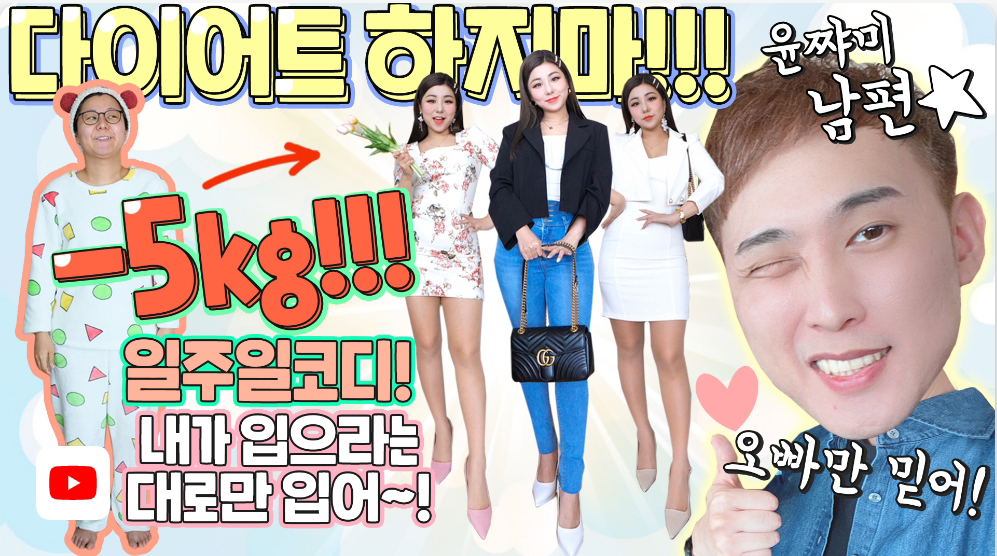 다이어트 하지마!!!
윤쨔미
남편
-5kg!!!
일주일코디!
내가 입으라는
대로만 입어~!
오빠만 믿어!